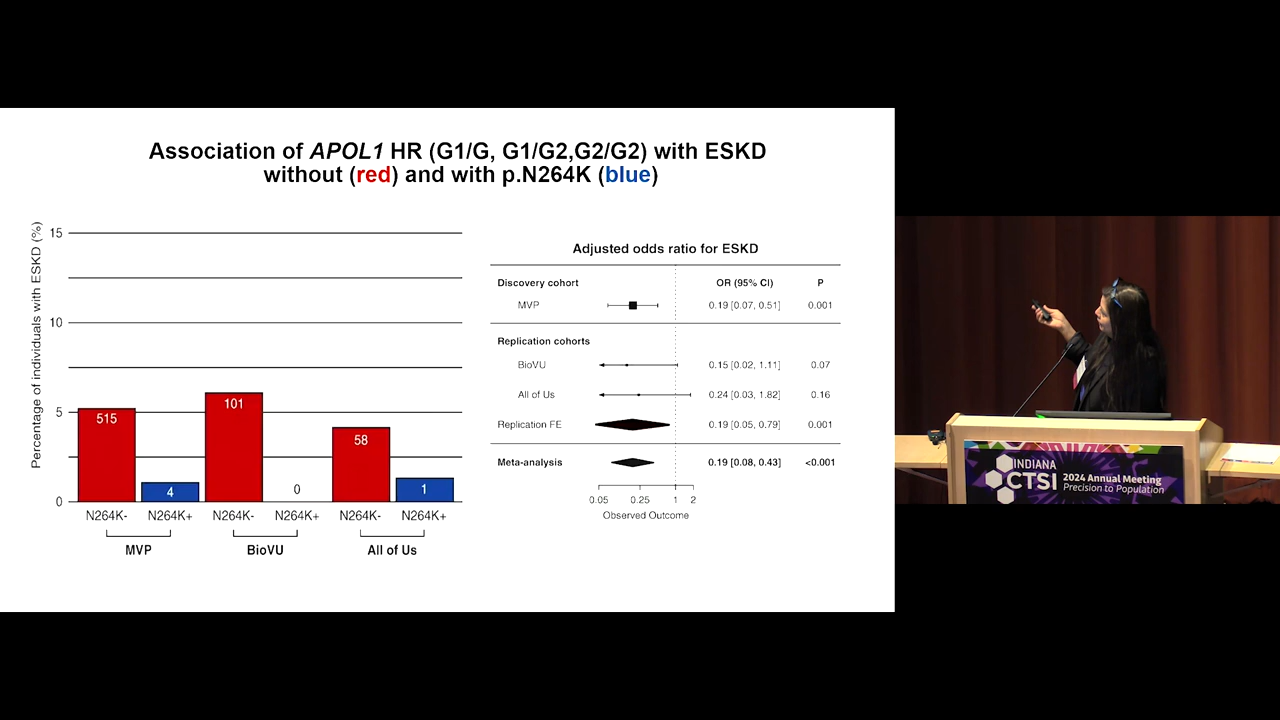 Association of APOL1 HR (G1/G, G1/G2,G2/G2) with ESKD
without (red) and with p.N264K (blue)
Percentage of individuals with ESKD (%)
15
10
5
0
515
4
101
0
58
1
N264K- N264K+ N264K- N264K+ N264K- N264K+
MVP BioVU All of Us
Adjusted odds ratio for ESKD
Discovery cohort OR (95% CI) P
MVP 0.19 [0.07, 0.51] 0.001
Replication cohorts
BioVU 0.15 [0.02, 1.11] 0.07
All of Us 0.24 [0.03, 1.82] 0.16
Replication FE 0.19 [0.05, 0.79] 0.001
Meta-analysis 0.19 [0.08, 0.43] <0.001
0.05 0.25 1 2
Observed Outcome
INDIANA
CTSI
2024 Annual Meeting
Precision to Population